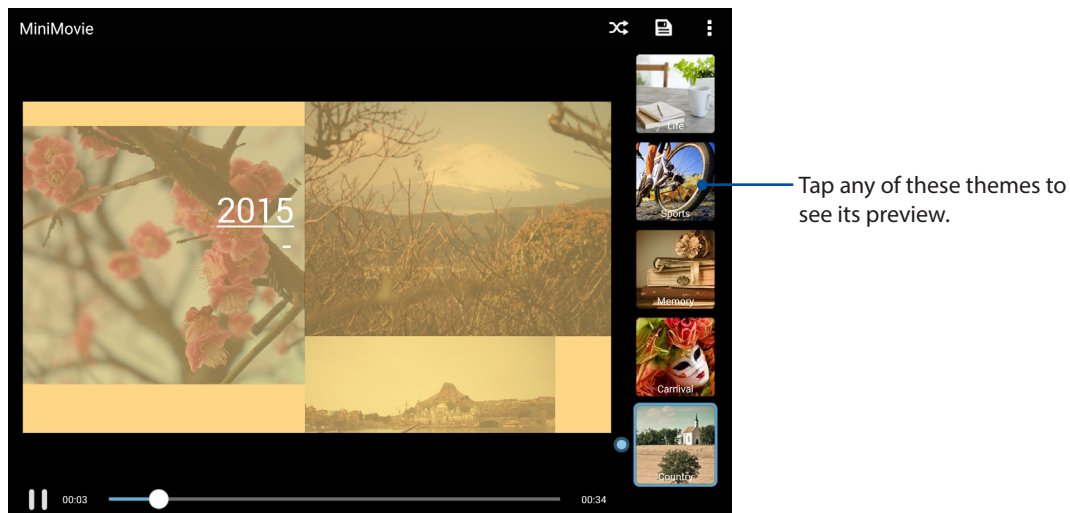 MiniMovie
Life
2015
-
Sports
Tap any of these themes to
see its preview.
Memory
Carnival
Country
00:03
00:34